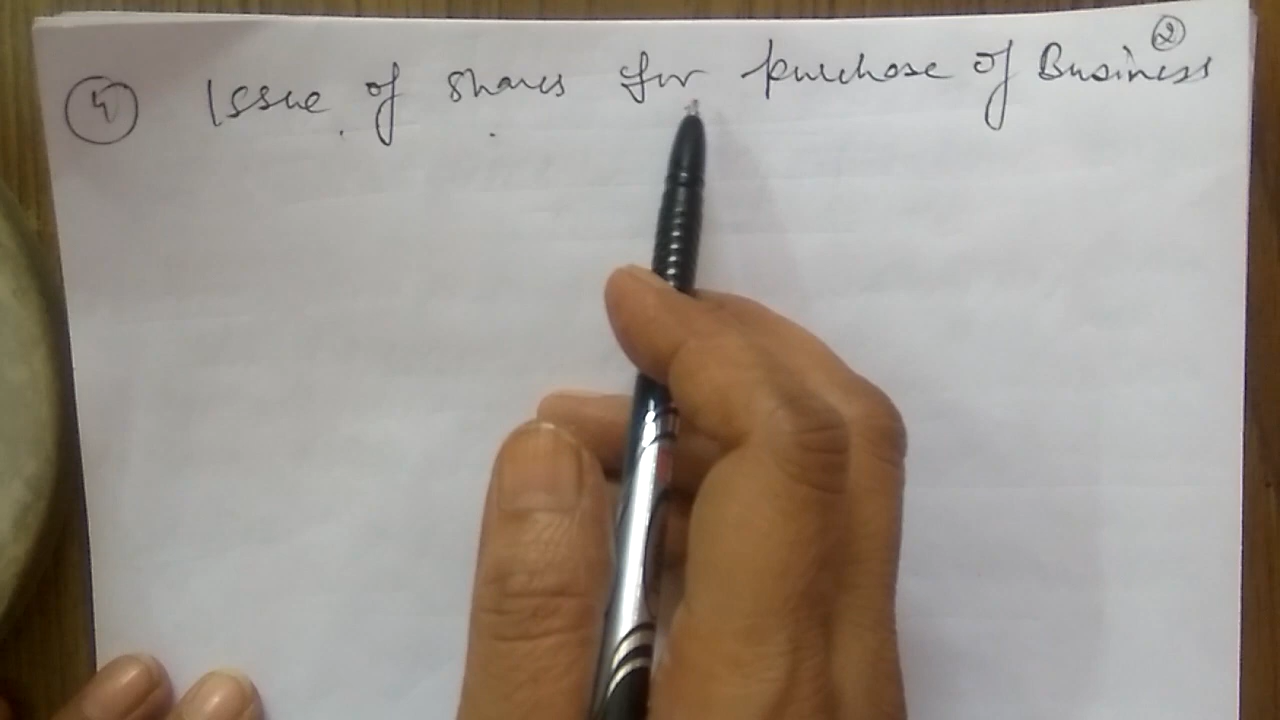 ②
④ Issue of shares for purchase of Business